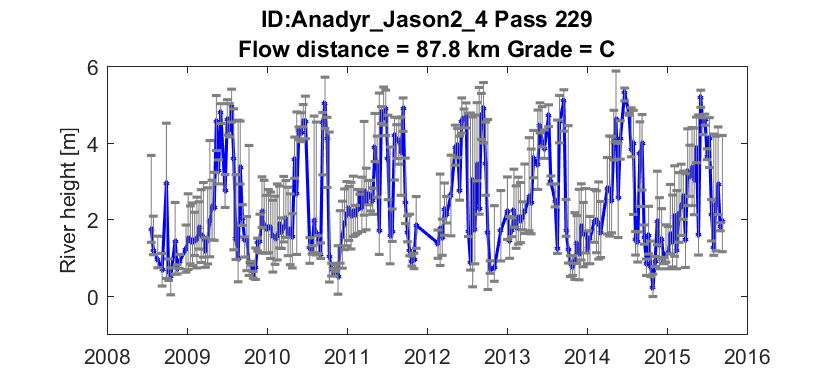 ID:Anadyr_Jason2_4 Pass 229
Flow distance = 87.8 km Grade = C
River height [m]
6
4
2
0
2008 2009 2010 2011 2012 2013 2014 2015 2016